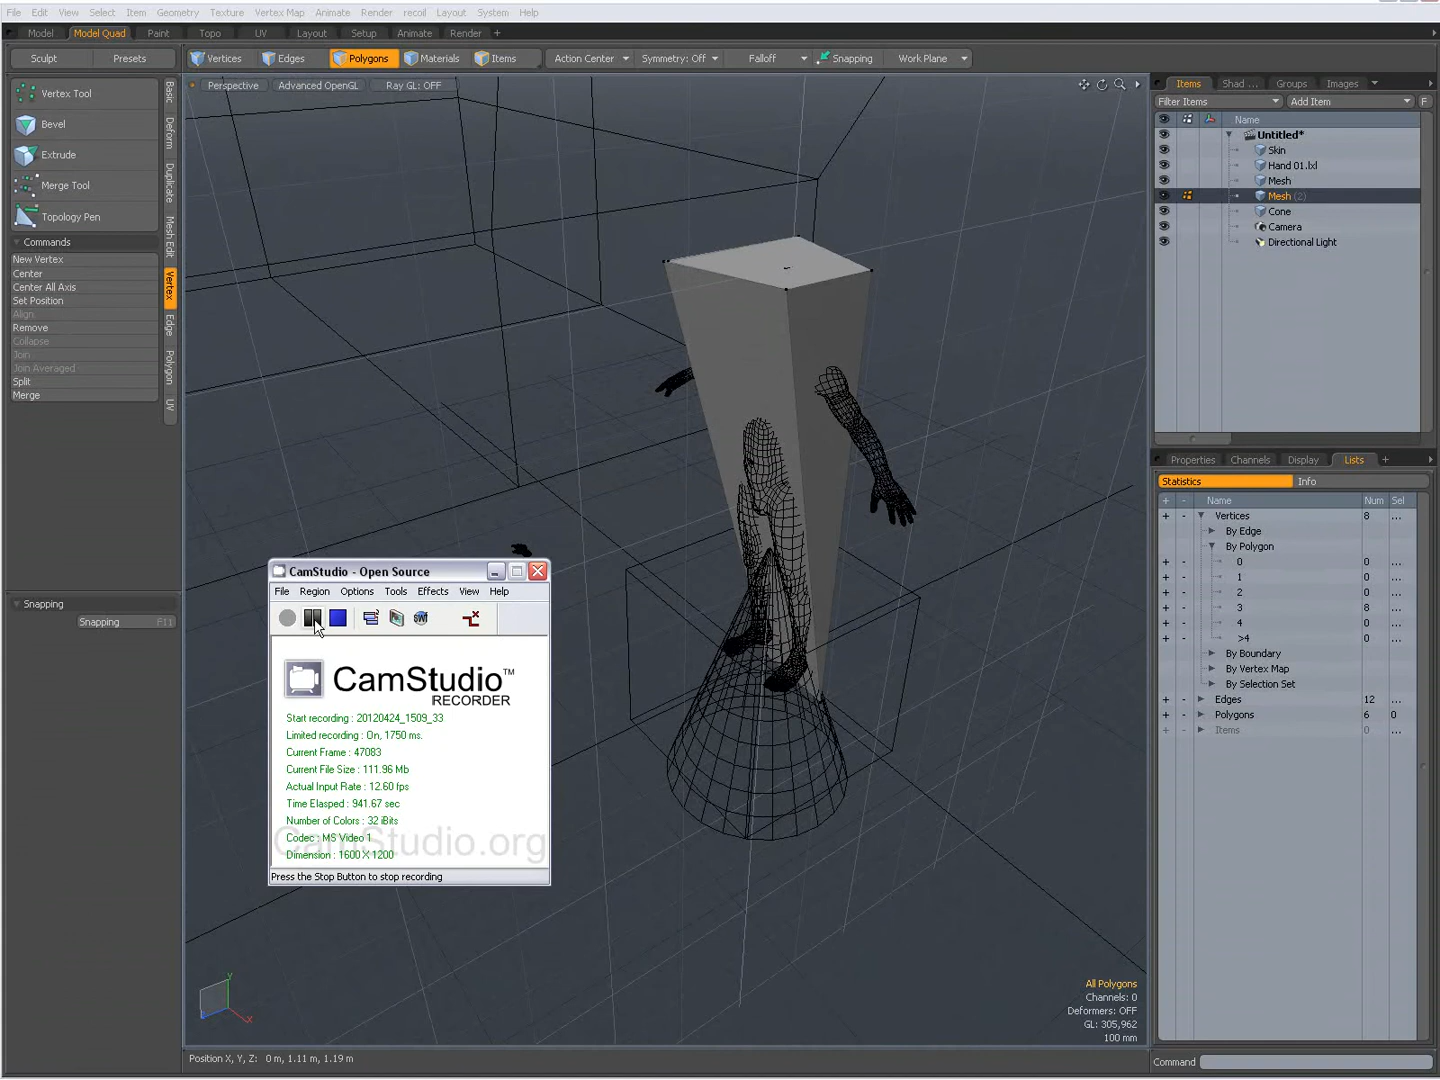 File Edit View Select Item Geometry Texture Vertex Map Animate Render recoil Layout System Help
Model Model Quad Paint Topo UV Layout Setup Animate Render +
Sculpt Presets Vertices Edges Polygons Materials Items Action Center Symmetry: Off Falloff Snapping Work Plane
Perspective Advanced OpenGL Ray GL: OFF
Vertex Tool
Bevel
Extrude
Merge Tool
Topology Pen
Commands
New Vertex
Center
Center All Axis
Set Position
Align
Remove
Collapse
Join
Join Averaged
Split
Merge
Basic
Deform
Duplicate
Mesh Edit
Vertex
Edge
Polygon
UV
Snapping
Snapping F11
CamStudio - Open Source
File Region Options Tools Effects View Help
CamStudio™
RECORDER
Start recording : 20120424_1509_33
Limited recording : On, 1750 ms.
Current Frame : 47083
Current File Size : 111.96 Mb
Actual Input Rate : 12.60 fps
Time Elasped : 941.67 sec
Number of Colors : 32 iBits
Codec : MS Video 1
Dimension : 1600 X 1200
CamStudio.org
Press the Stop Button to stop recording
Items Shad ... Groups Images
Filter Items Add Item F
Name
Untitled*
Skin
Hand 01.lxl
Mesh
Mesh (2)
Cone
Camera
Directional Light
Properties Channels Display Lists +
Statistics Info
+ - Name Num Sel
+ - Vertices 8 ...
By Edge
By Polygon
+ - 0 0 ...
+ - 1 0 ...
+ - 2 0 ...
+ - 3 8 ...
+ - 4 0 ...
+ - >4 0 ...
By Boundary
By Vertex Map
By Selection Set
+ - Edges 12 ...
+ - Polygons 6 0
+ - Items 0 ...
All Polygons
Channels: 0
Deformers: OFF
GL: 305,962
100 mm
Position X, Y, Z: 0 m, 1.11 m, 1.19 m
Command